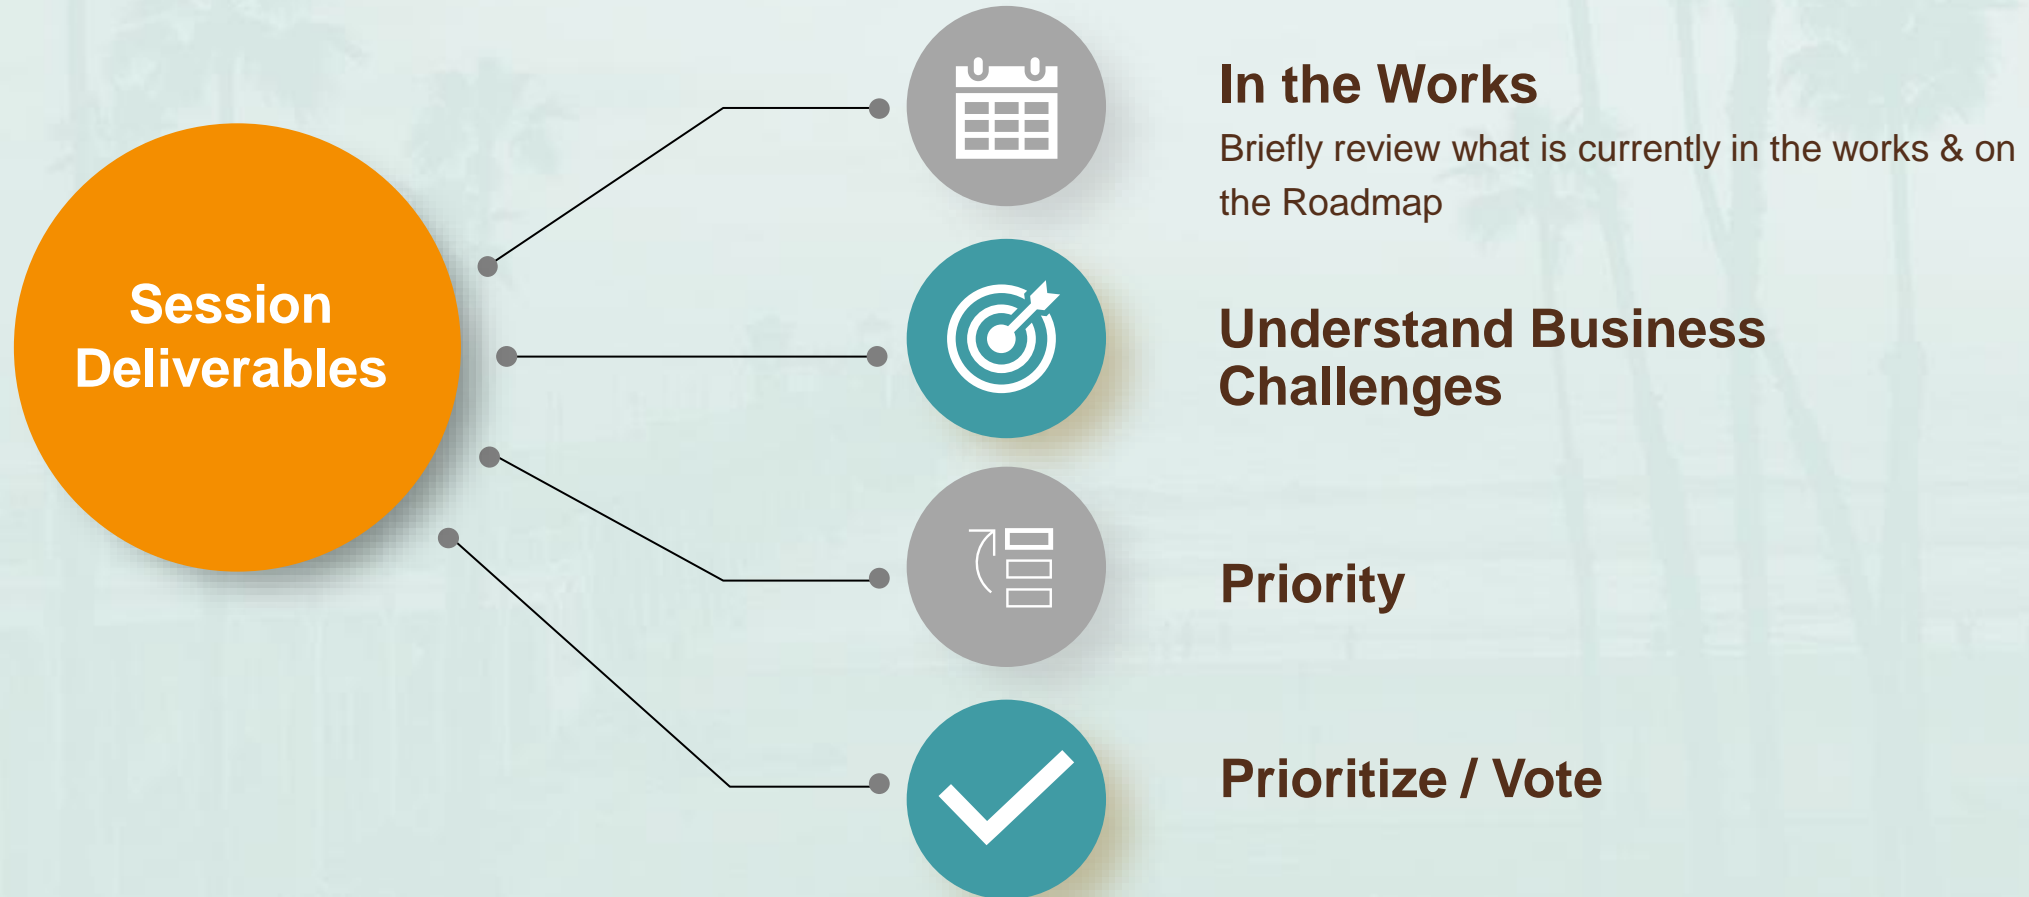 Session
Deliverables
In the Works
Briefly review what is currently in the works & on
the Roadmap
Understand Business
Challenges
Priority
Prioritize / Vote